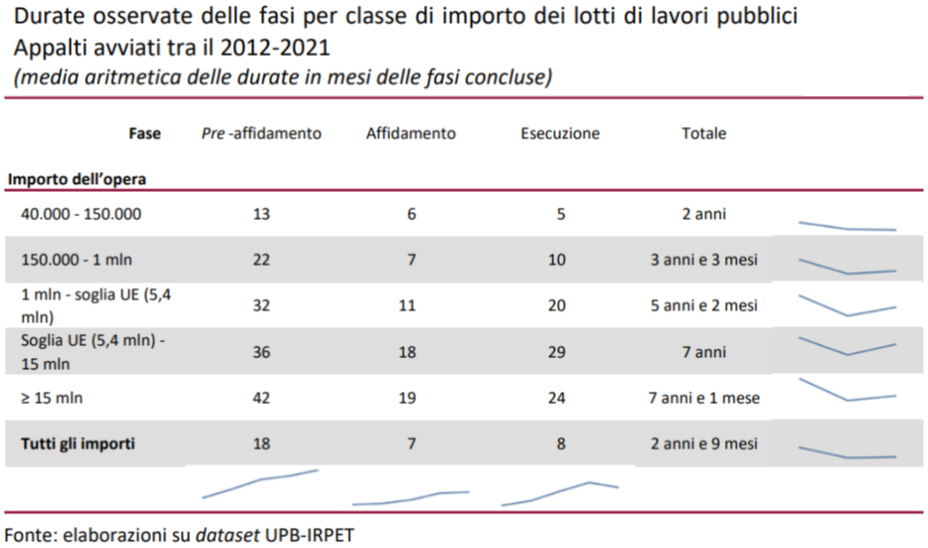 Durate osservate delle fasi per classe di importo dei lotti di lavori pubblici
Appalti avviati tra il 2012-2021
(media aritmetica delle durate in mesi delle fasi concluse)
Fase Pre -affidamento Affidamento Esecuzione Totale
Importo dell'opera
40.000 - 150.000 13 6 5 2 anni
150.000 - 1 mln 22 7 10 3 anni e 3 mesi
1 mln - soglia UE (5,4
mln) 32 11 20 5 anni e 2 mesi
Soglia UE (5,4 mln) -
15 mln 36 18 29 7 anni
≥ 15 mln 42 19 24 7 anni e 1 mese
Tutti gli importi 18 7 8 2 anni e 9 mesi
Fonte: elaborazioni su dataset UPB-IRPET